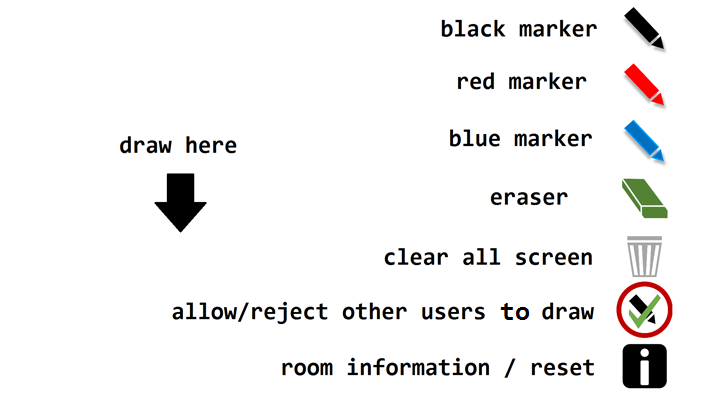 black marker
red marker
blue marker
draw here
eraser
clear all screen
allow/reject other users to draw
room information / reset